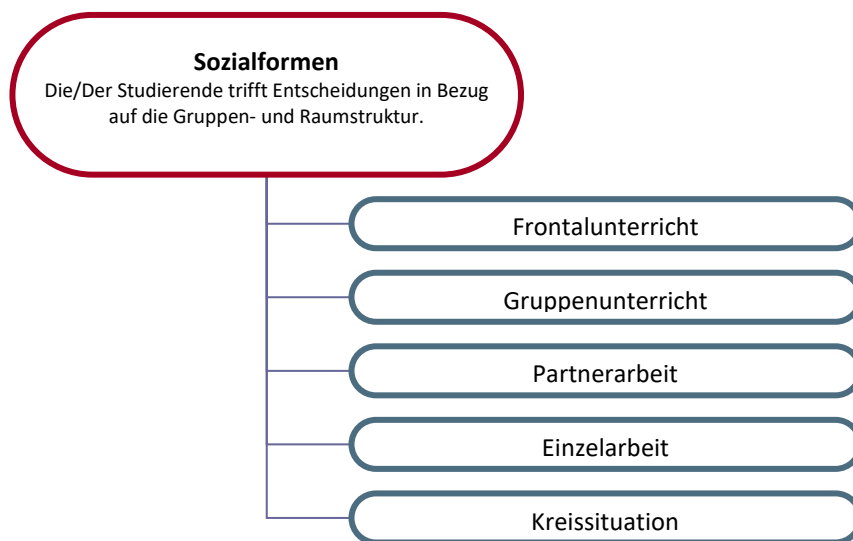 Sozialformen
Die/Der Studierende trifft Entscheidungen in Bezug
auf die Gruppen- und Raumstruktur.
Frontalunterricht
Gruppenunterricht
Partnerarbeit
Einzelarbeit
Kreissituation